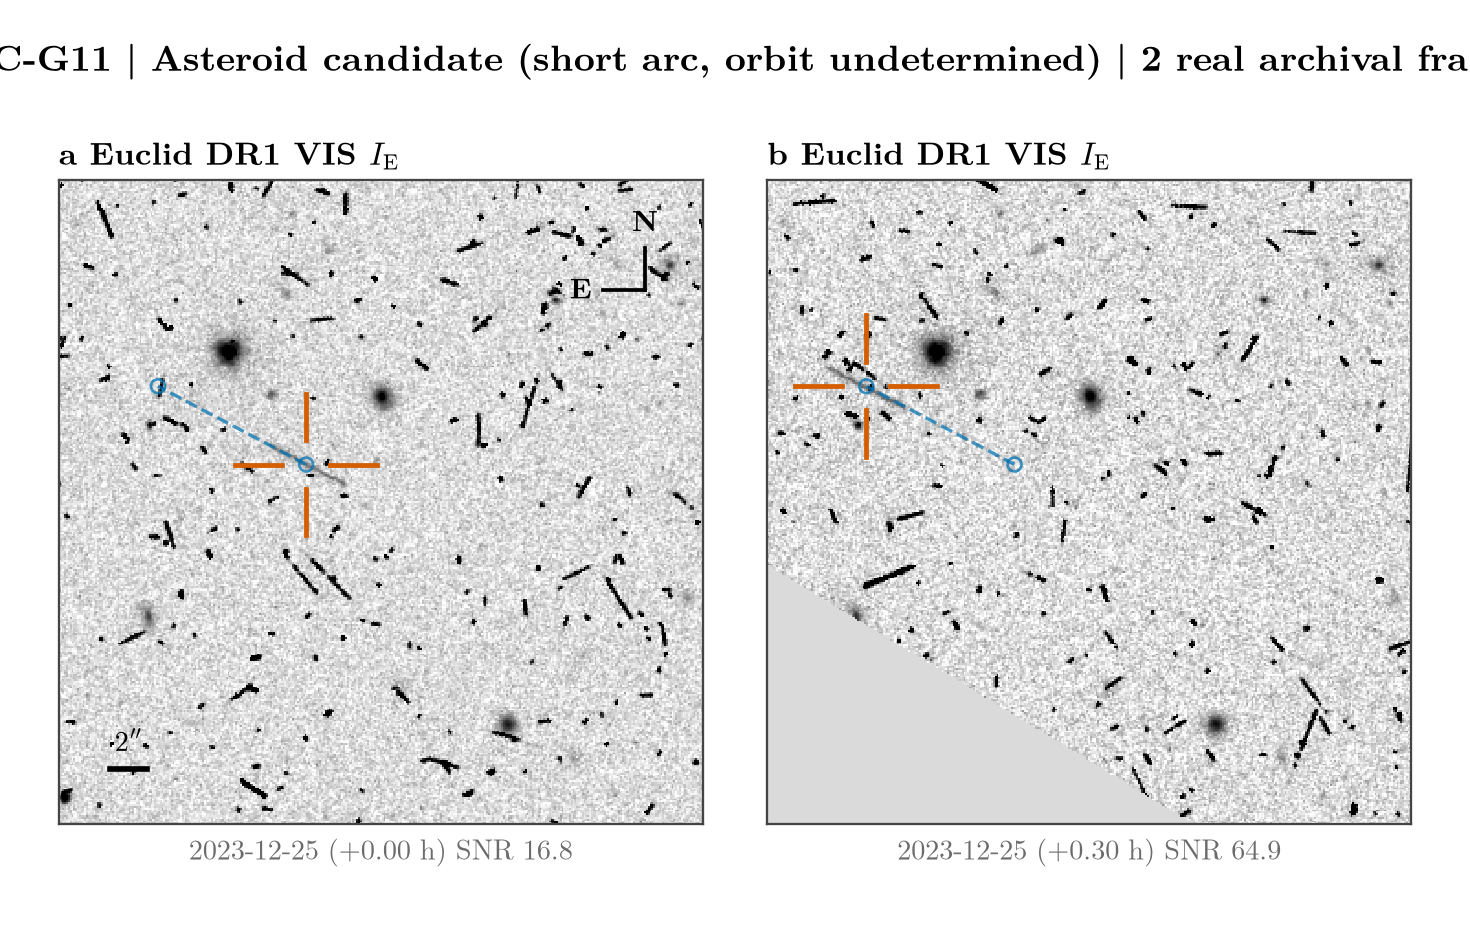 C-G11 | Asteroid candidate (short arc, orbit undetermined) | 2 real archival fra
a Euclid DR1 VIS I_E
b Euclid DR1 VIS I_E
N
E
2″
2023-12-25 (+0.00 h) SNR 16.8
2023-12-25 (+0.30 h) SNR 64.9